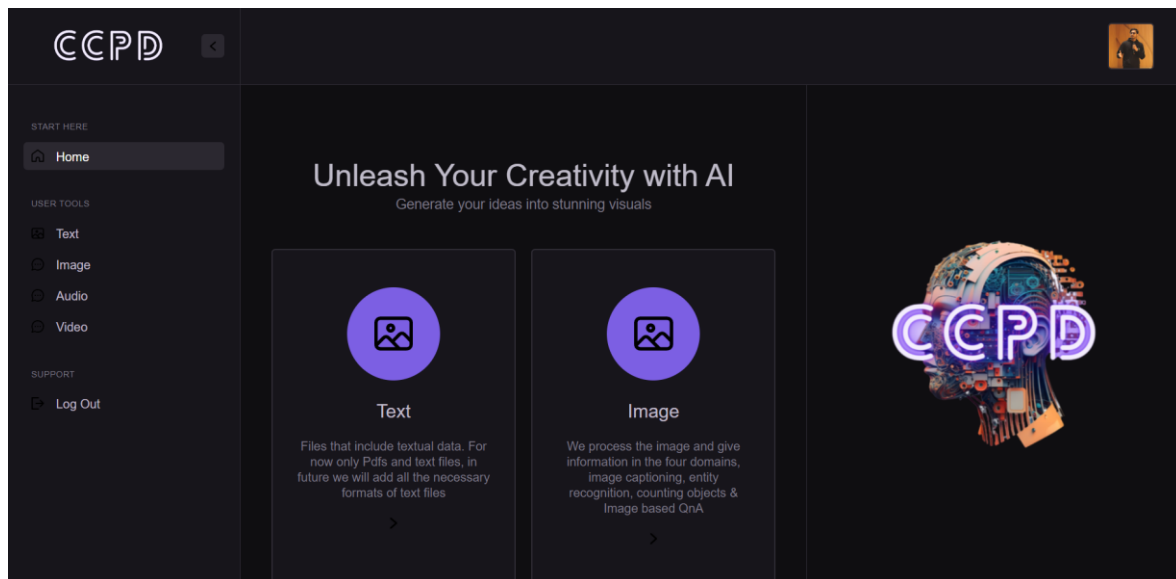 CCPD
START HERE
Home
USER TOOLS
Text
Image
Audio
Video
SUPPORT
Log Out
Unleash Your Creativity with AI
Generate your ideas into stunning visuals
Text
Files that include textual data. For
now only Pdfs and text files, in
future we will add all the necessary
formats of text files
Image
We process the image and give
information in the four domains,
image captioning, entity
recognition, counting objects &
Image based QnA
CCPD